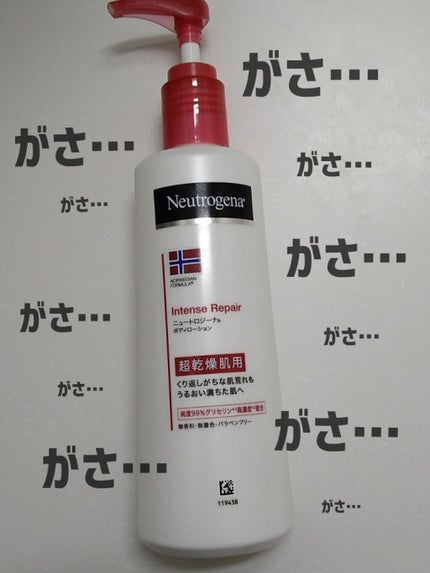 がさ…
がさ…
がさ…
がさ…
Neutrogena®
がさ…
NORWEGIAN
FORMULA®
がさ…
Intense Repair
ニュートロジーナ®
ボディローション
がさ…
超乾燥肌用
がさ…
くり返しがちな肌荒れも
うるおい満ちた肌へ
純度99%グリセリン*¹高濃度*²配合
無香料・無着色・パラベンフリー
がさ…
がさ…
11943B
がさ…